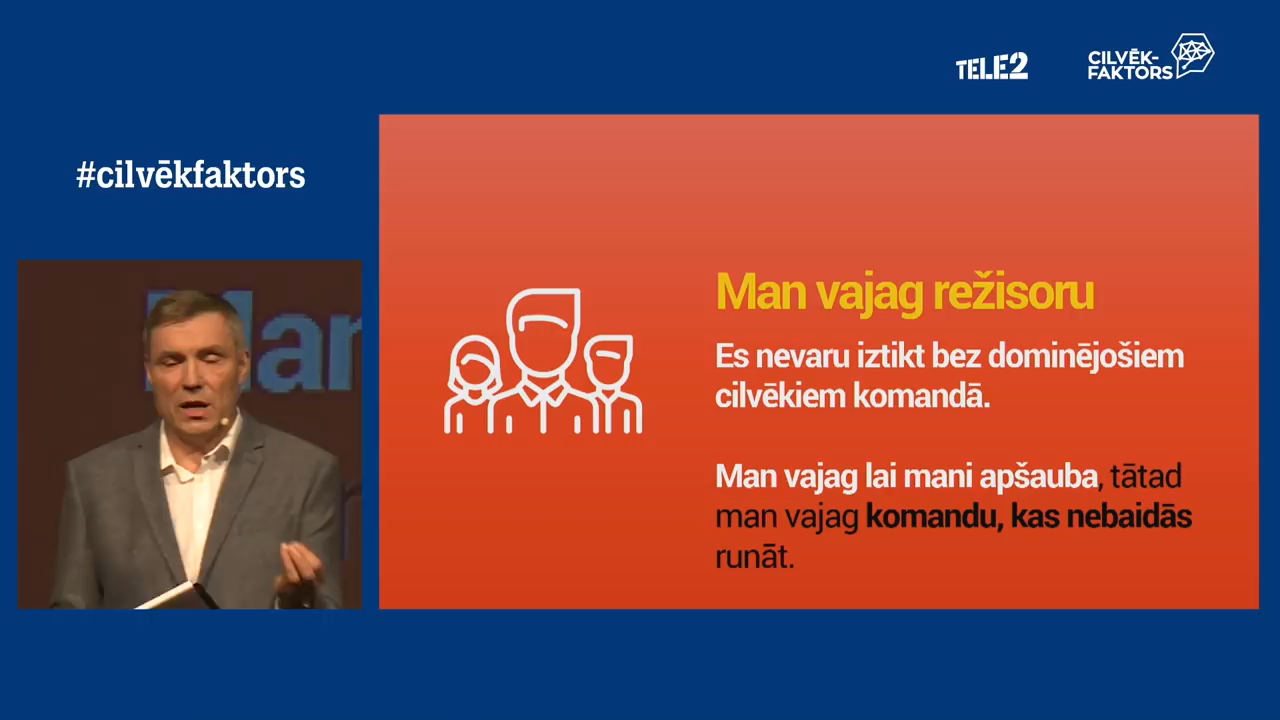 TELE2
CILVĒK-
FAKTORS
#cilvēkfaktors
Man vajag režisoru
Es nevaru iztikt bez dominējošiem
cilvēkiem komandā.
Man vajag lai mani apšauba, tātad
man vajag komandu, kas nebaidās
runāt.